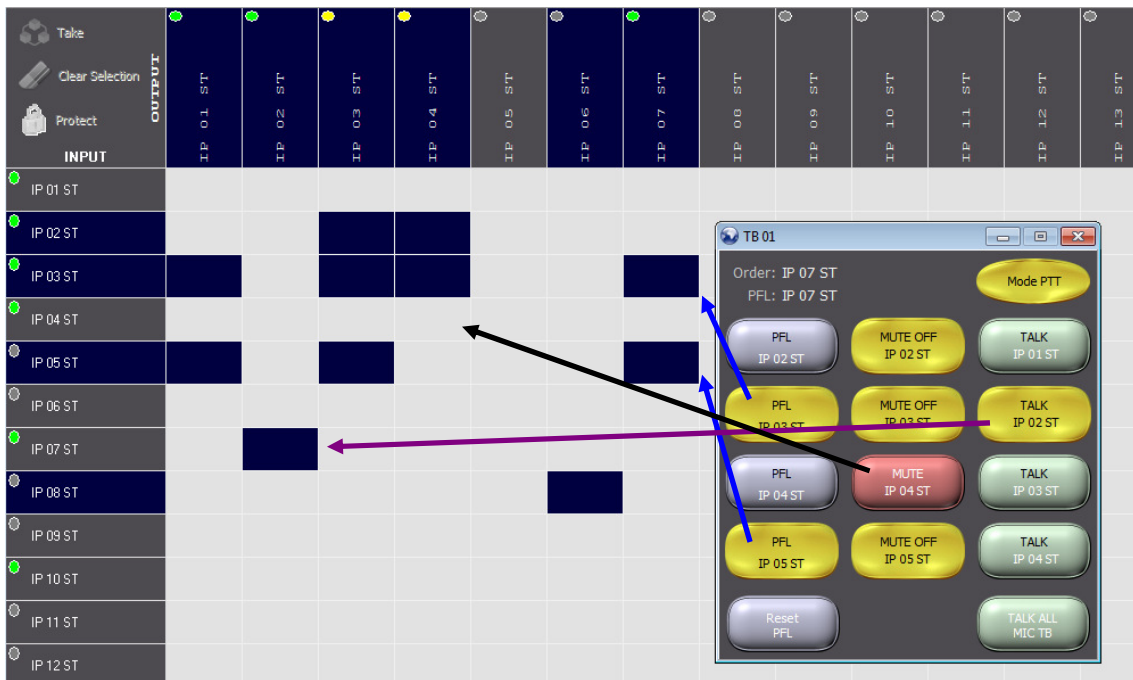 Take
Clear Selection
Protect
OUTPUT
INPUT
IP 01 ST
IP 02 ST
IP 03 ST
IP 04 ST
IP 05 ST
IP 06 ST
IP 07 ST
IP 08 ST
IP 09 ST
IP 10 ST
IP 11 ST
IP 12 ST
IP 13 ST
IP 01 ST
IP 02 ST
IP 03 ST
IP 04 ST
IP 05 ST
IP 06 ST
IP 07 ST
IP 08 ST
IP 09 ST
IP 10 ST
IP 11 ST
IP 12 ST
TB 01
Order: IP 07 ST
PFL: IP 07 ST
Mode PTT
PFL
IP 02 ST
MUTE OFF
IP 02 ST
TALK
IP 01 ST
PFL
IP 03 ST
MUTE OFF
IP 03 ST
TALK
IP 02 ST
PFL
IP 04 ST
MUTE
IP 04 ST
TALK
IP 03 ST
PFL
IP 05 ST
MUTE OFF
IP 05 ST
TALK
IP 04 ST
Reset
PFL
TALK ALL
MIC TB